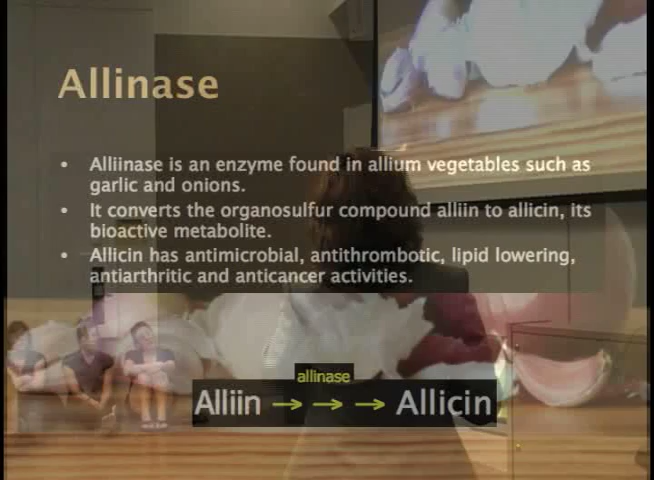 Allinase
• Alliinase is an enzyme found in allium vegetables such as
garlic and onions.
• It converts the organosulfur compound alliin to allicin, its
bioactive metabolite.
• Allicin has antimicrobial, antithrombotic, lipid lowering,
antiarthritic and anticancer activities.
allinase
Alliin → → → Allicin